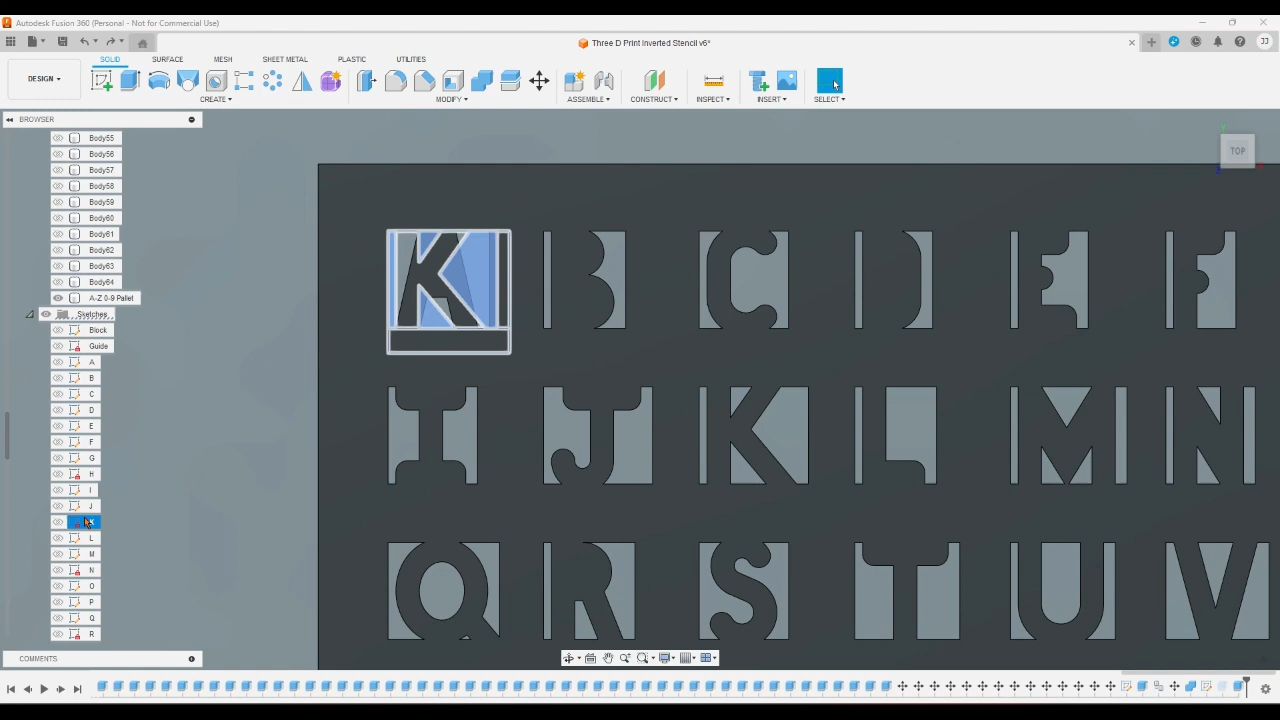 Autodesk Fusion 360 (Personal - Not for Commercial Use)
Three D Print Inverted Stencil v6*
JJ
DESIGN
SOLID SURFACE MESH SHEET METAL PLASTIC UTILITIES
CREATE MODIFY ASSEMBLE CONSTRUCT INSPECT INSERT SELECT
BROWSER
TOP
Body55
Body56
Body57
Body58
Body59
Body60
Body61
Body62
Body63
Body64
A-Z 0-9 Pallet
Sketches
Block
Guide
A
B
C
D
E
F
G
H
I
J
K
L
M
N
O
P
Q
R
K B C D E F
I J K L M N
Q R S T U V
COMMENTS